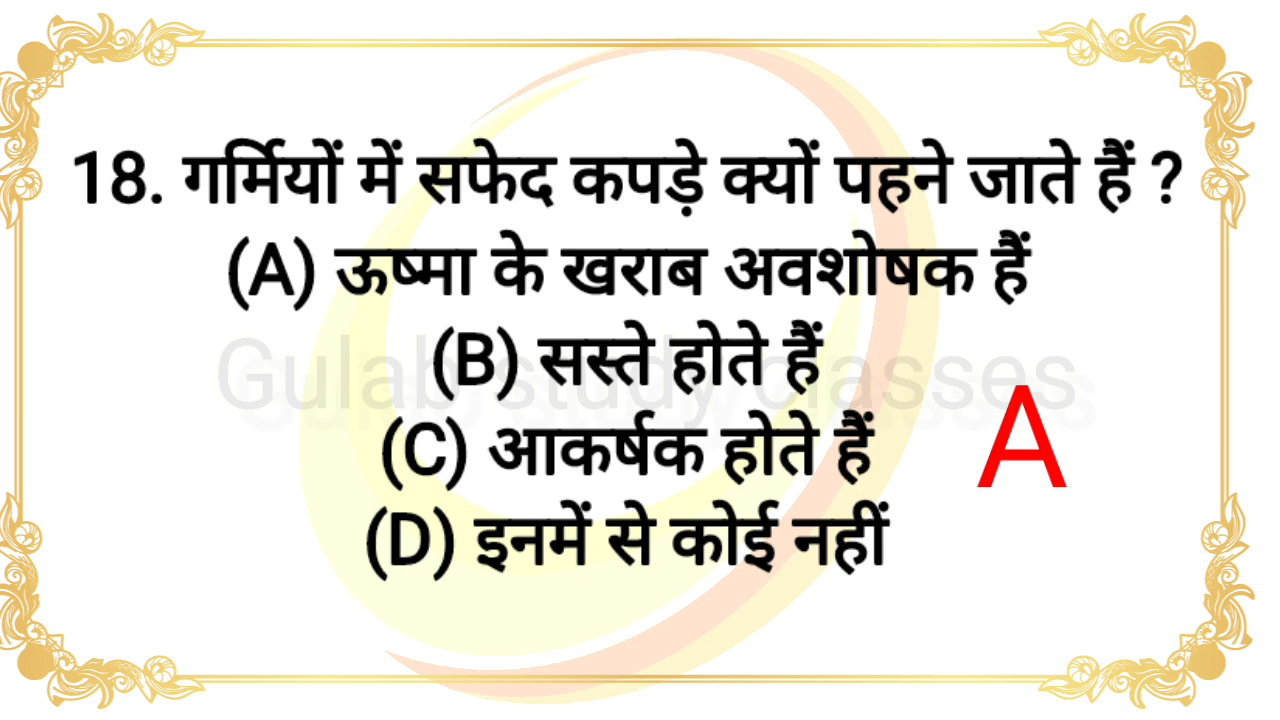 18. गर्मियों में सफेद कपड़े क्यों पहने जाते हैं ?
(A) ऊष्मा के खराब अवशोषक हैं
(B) सस्ते होते हैं
Gulab study classes
(C) आकर्षक होते हैं
A
(D) इनमें से कोई नहीं